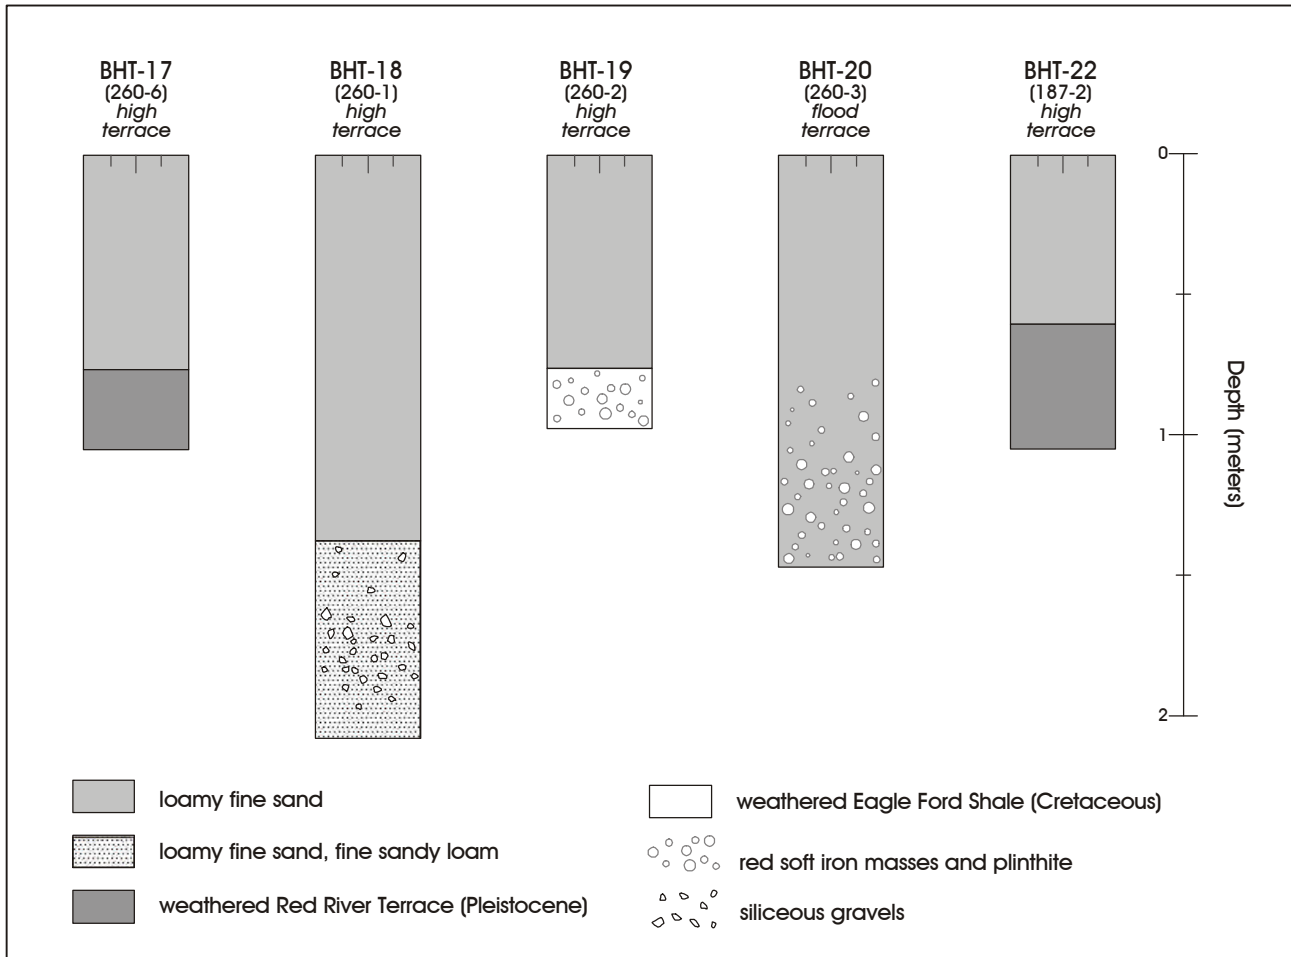 BHT-17
(260-6)
high
terrace
BHT-18
(260-1)
high
terrace
BHT-19
(260-2)
high
terrace
BHT-20
(260-3)
flood
terrace
BHT-22
(187-2)
high
terrace
0
1
2
Depth (meters)
loamy fine sand
loamy fine sand, fine sandy loam
weathered Red River Terrace (Pleistocene)
weathered Eagle Ford Shale (Cretaceous)
red soft iron masses and plinthite
siliceous gravels